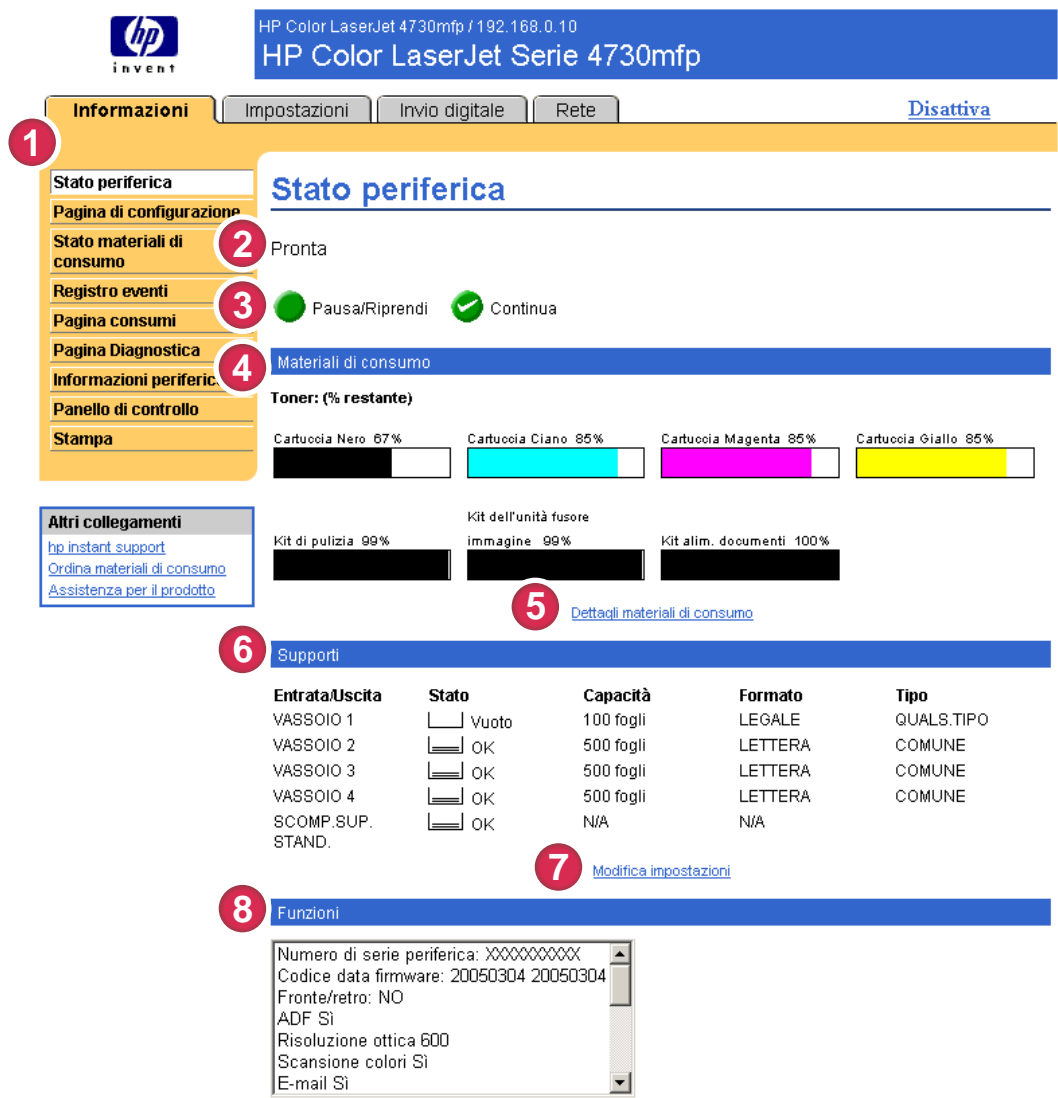 hp
invent
HP Color LaserJet 4730mfp / 192.168.0.10
HP Color LaserJet Serie 4730mfp
Informazioni
Impostazioni
Invio digitale
Rete
Disattiva
1
Stato periferica
Pagina di configurazione
Stato materiali di
consumo
Registro eventi
Pagina consumi
Pagina Diagnostica
Informazioni periferic
Panello di controllo
Stampa
Altri collegamenti
hp instant support
Ordina materiali di consumo
Assistenza per il prodotto
Stato periferica
2
Pronta
3
Pausa/Riprendi
Continua
4
Materiali di consumo
Toner: (% restante)
Cartuccia Nero 67%
Cartuccia Ciano 85%
Cartuccia Magenta 85%
Cartuccia Giallo 85%
Kit di pulizia 99%
Kit dell'unità fusore
immagine 99%
Kit alim. documenti 100%
5
Dettagli materiali di consumo
6
Supporti
Entrata/Uscita Stato Capacità Formato Tipo
VASSOIO 1 Vuoto 100 fogli LEGALE QUALS.TIPO
VASSOIO 2 OK 500 fogli LETTERA COMUNE
VASSOIO 3 OK 500 fogli LETTERA COMUNE
VASSOIO 4 OK 500 fogli LETTERA COMUNE
SCOMP.SUP. OK N/A N/A
STAND.
7
Modifica impostazioni
8
Funzioni
Numero di serie periferica: XXXXXXXXXX
Codice data firmware: 20050304 20050304
Fronte/retro: NO
ADF Sì
Risoluzione ottica 600
Scansione colori Sì
E-mail Sì